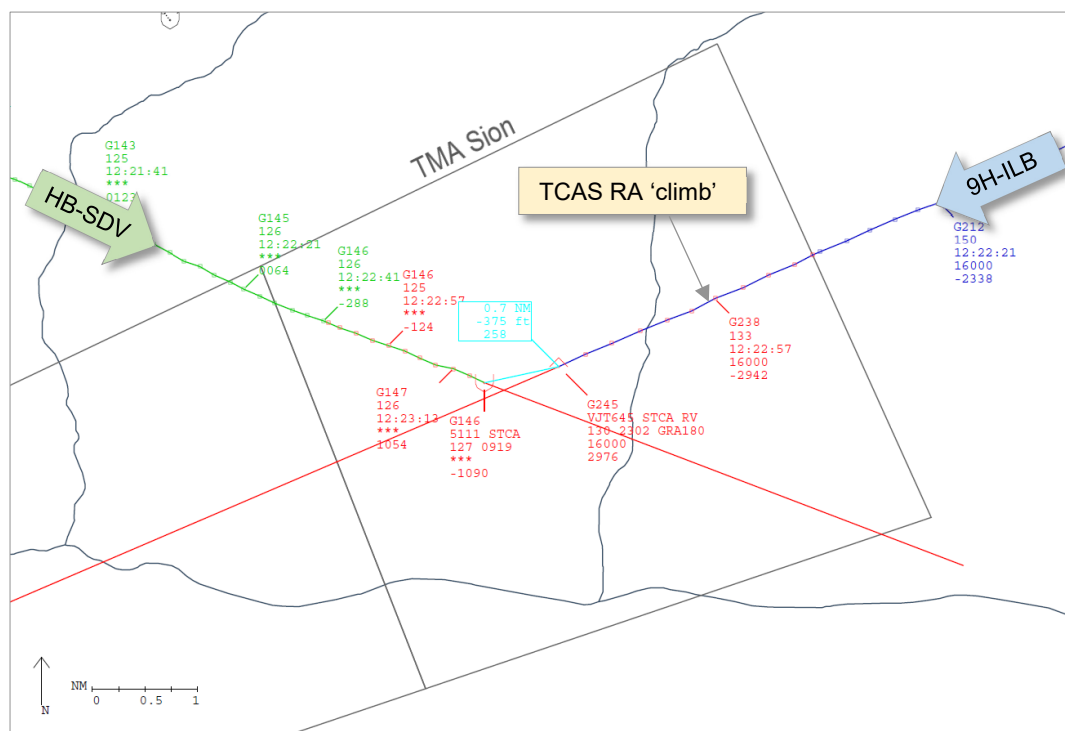 TMA Sion
G143
125
12:21:41
***
HB-SDV
9H-ILB
TCAS RA ‘climb’
G145
126
12:22:21
***
0064
G146
126
12:22:41
***
-288
G146
125
12:22:57
***
-124
G212
150
12:22:21
16000
-2338
0.7 NM
-375 ft
258
G238
133
12:22:57
16000
-2942
G147
126
12:23:13
***
1054
G146
5111 STCA
127 0919
***
-1090
G245
VJT645 STCA RV
130 2302 GRA180
16000
2976
NM
0 0.5 1
N